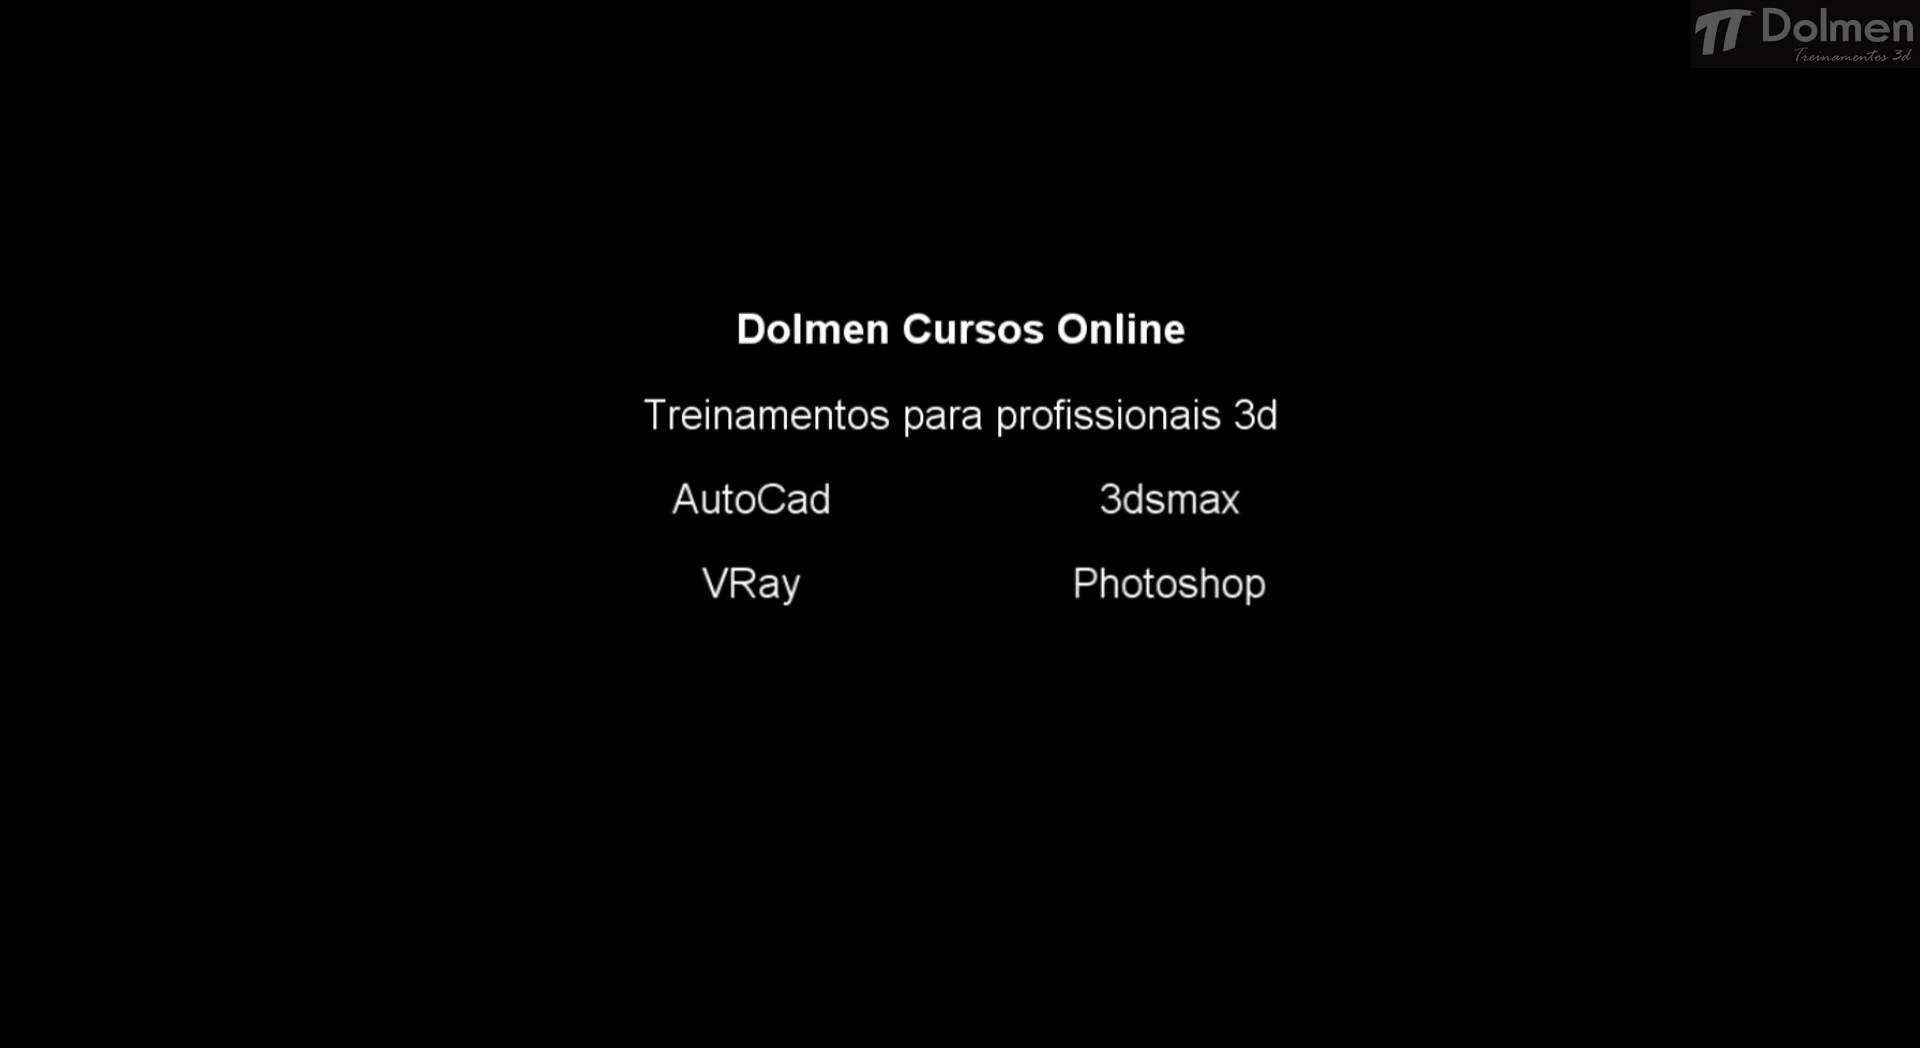 Dolmen
Treinamentos 3d
Dolmen Cursos Online
Treinamentos para profissionais 3d
AutoCad 3dsmax
VRay Photoshop